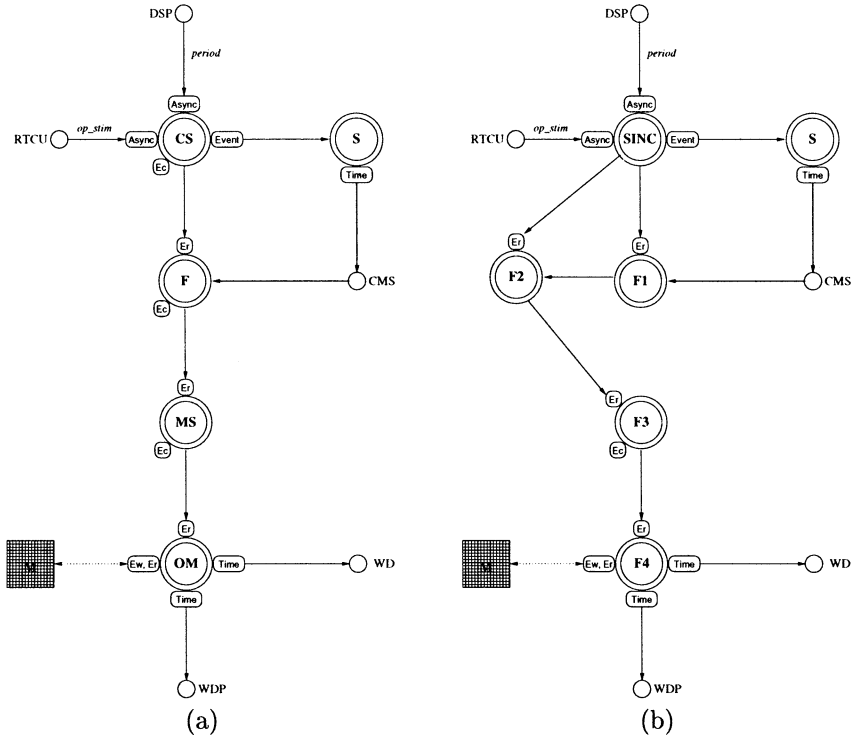 DSP
period
Async
RTCU
op_stim
Async
CS
Event
S
Ec
Time
Er
F
CMS
Ec
Er
MS
Ec
Er
M
Ew, Er
OM
Time
WD
Time
WDP
(a)
DSP
period
Async
RTCU
op_stim
Async
SINC
Event
S
Time
Er
Er
F2
F1
CMS
Er
F3
Ec
Er
M
Ew, Er
F4
Time
WD
Time
WDP
(b)